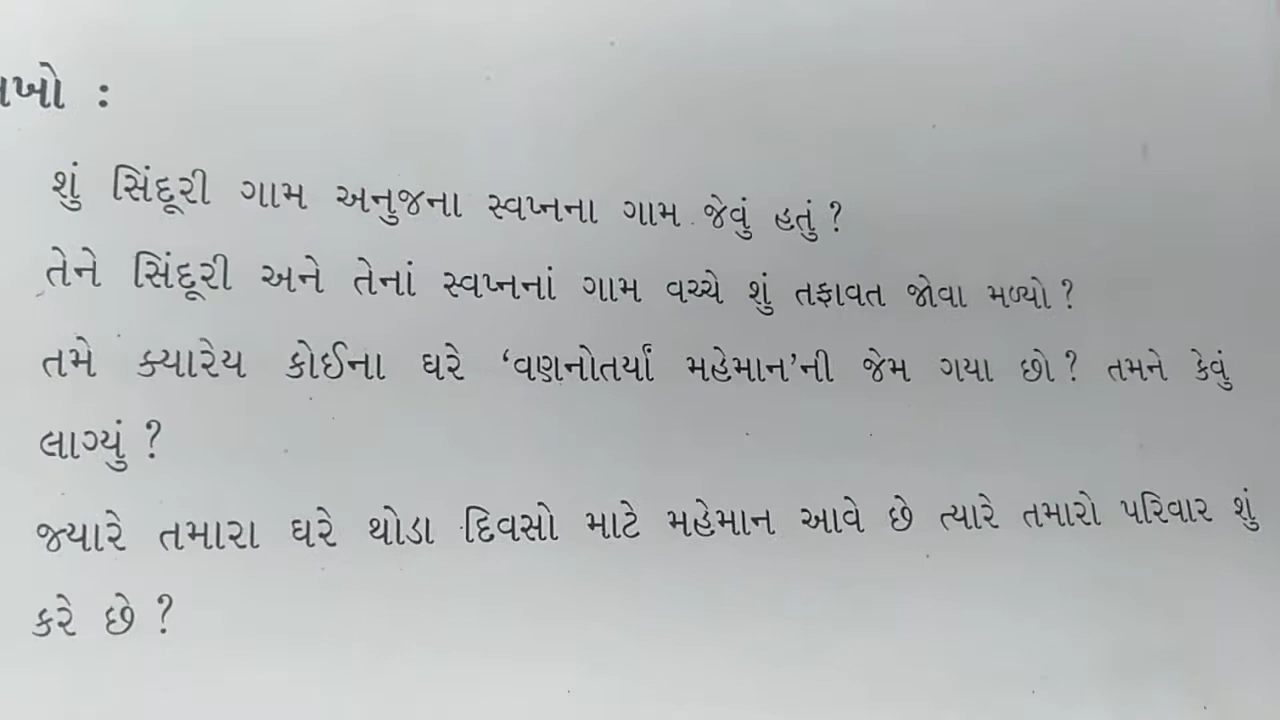 ખો :
શું સિંદૂરી ગામ અનુજના સ્વપ્નના ગામ જેવું હતું ?
તેને સિંદૂરી અને તેનાં સ્વપ્નનાં ગામ વચ્ચે શું તફાવત જોવા મળ્યો ?
તમે ક્યારેય કોઈના ઘરે ‘વણનોતર્યાં મહેમાન’ની જેમ ગયા છો ? તમને કેવું
લાગ્યું ?
જ્યારે તમારા ઘરે થોડા દિવસો માટે મહેમાન આવે છે ત્યારે તમારો પરિવાર શું
કરે છે ?